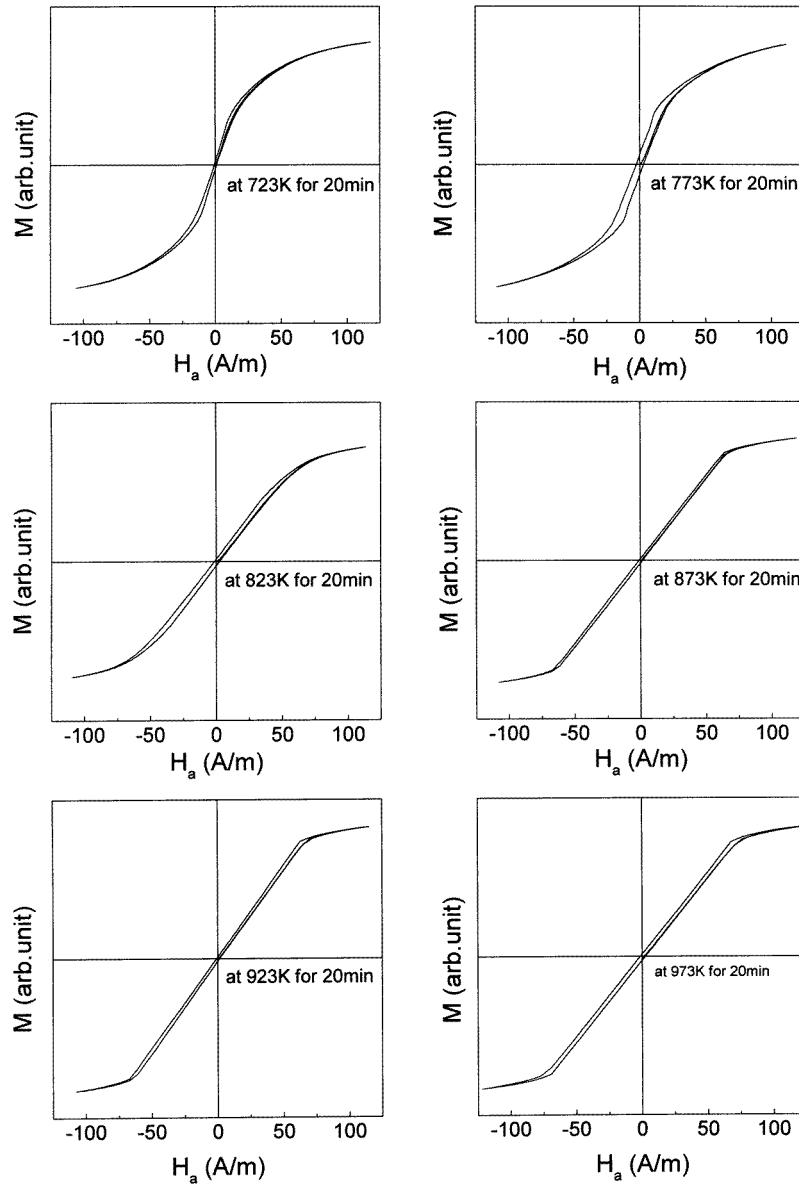 M (arb.unit)
at 723K for 20min
-100 -50 0 50 100
H_a (A/m)
M (arb.unit)
at 773K for 20min
-100 -50 0 50 100
H_a (A/m)
M (arb.unit)
at 823K for 20min
-100 -50 0 50 100
H_a (A/m)
M (arb.unit)
at 873K for 20min
-100 -50 0 50 100
H_a (A/m)
M (arb.unit)
at 923K for 20min
-100 -50 0 50 100
H_a (A/m)
M (arb.unit)
at 973K for 20min
-100 -50 0 50 100
H_a (A/m)